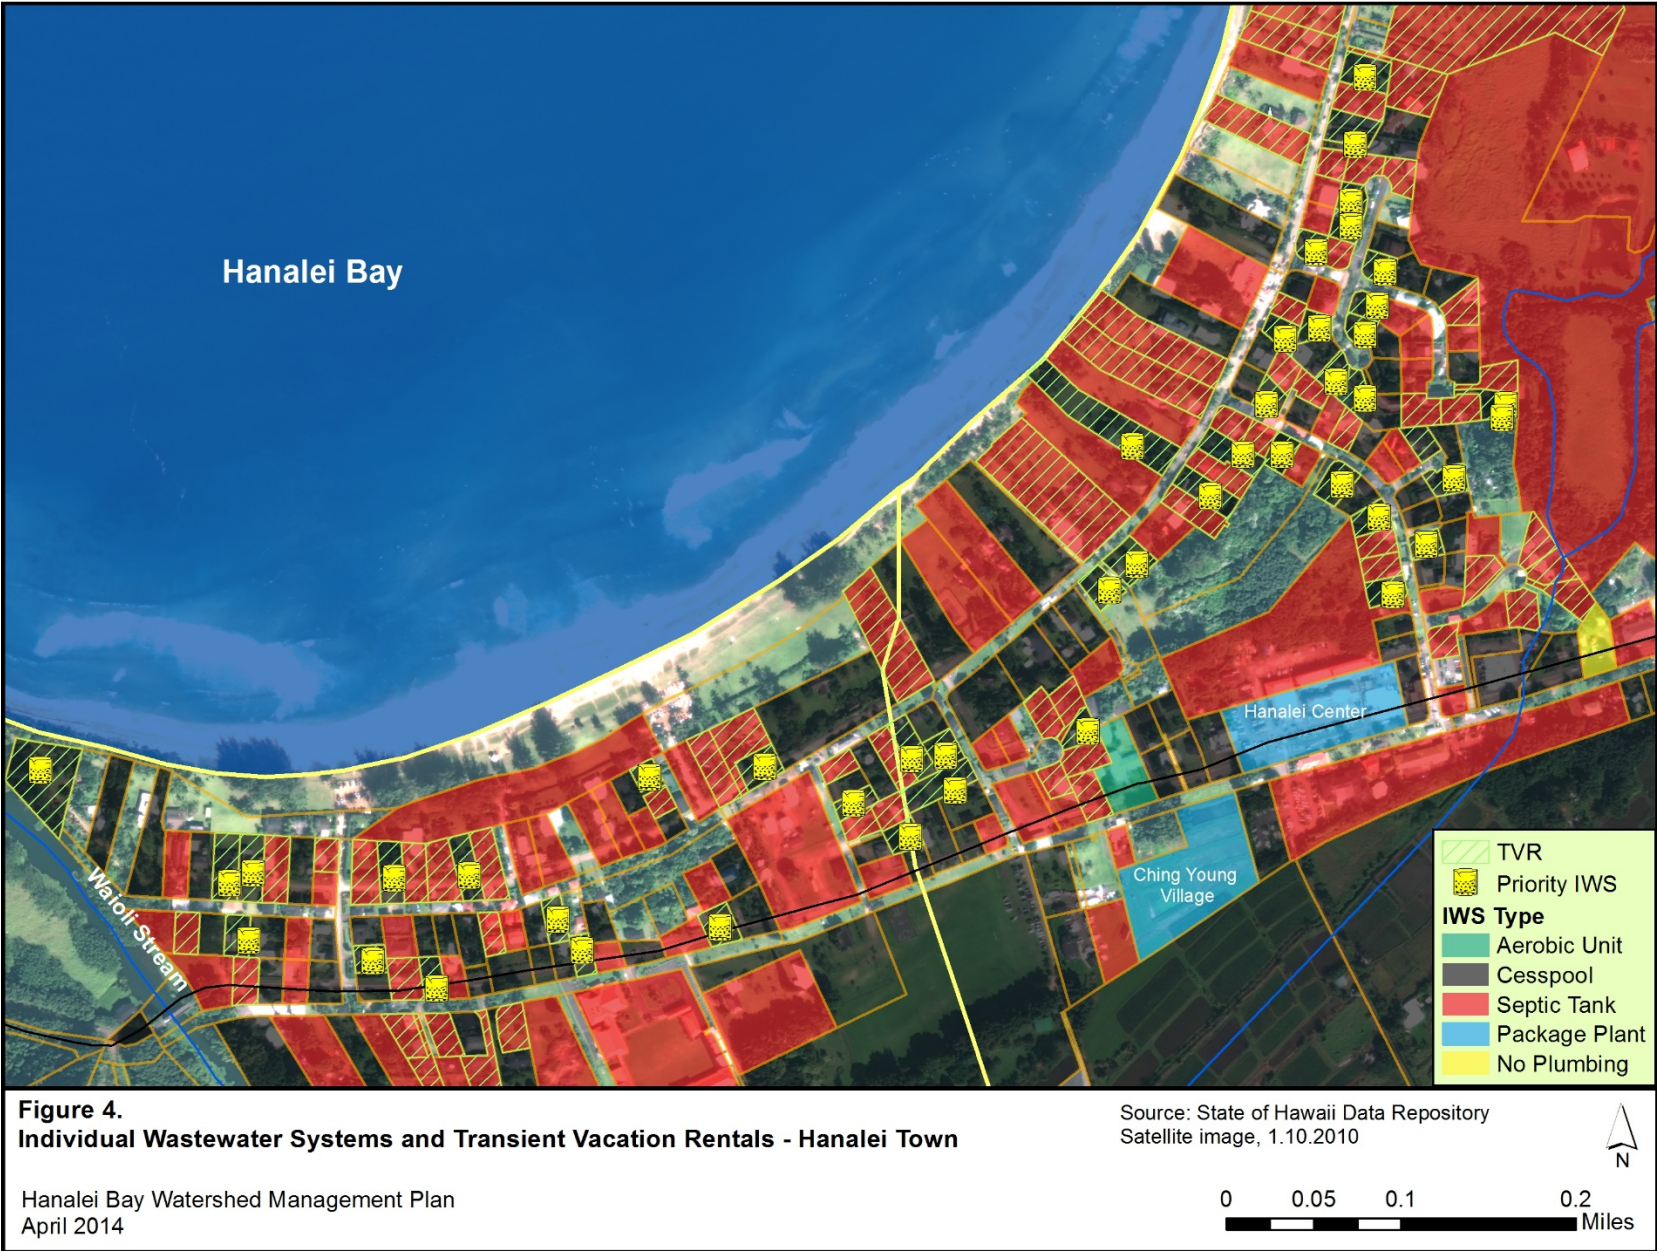 Hanalei Bay
Hanalei Center
Ching Young
Village
Waioli Stream
TVR
Priority IWS
IWS Type
Aerobic Unit
Cesspool
Septic Tank
Package Plant
No Plumbing
Figure 4.
Individual Wastewater Systems and Transient Vacation Rentals - Hanalei Town
Hanalei Bay Watershed Management Plan
April 2014
Source: State of Hawaii Data Repository
Satellite image, 1.10.2010
N
0 0.05 0.1 0.2
Miles